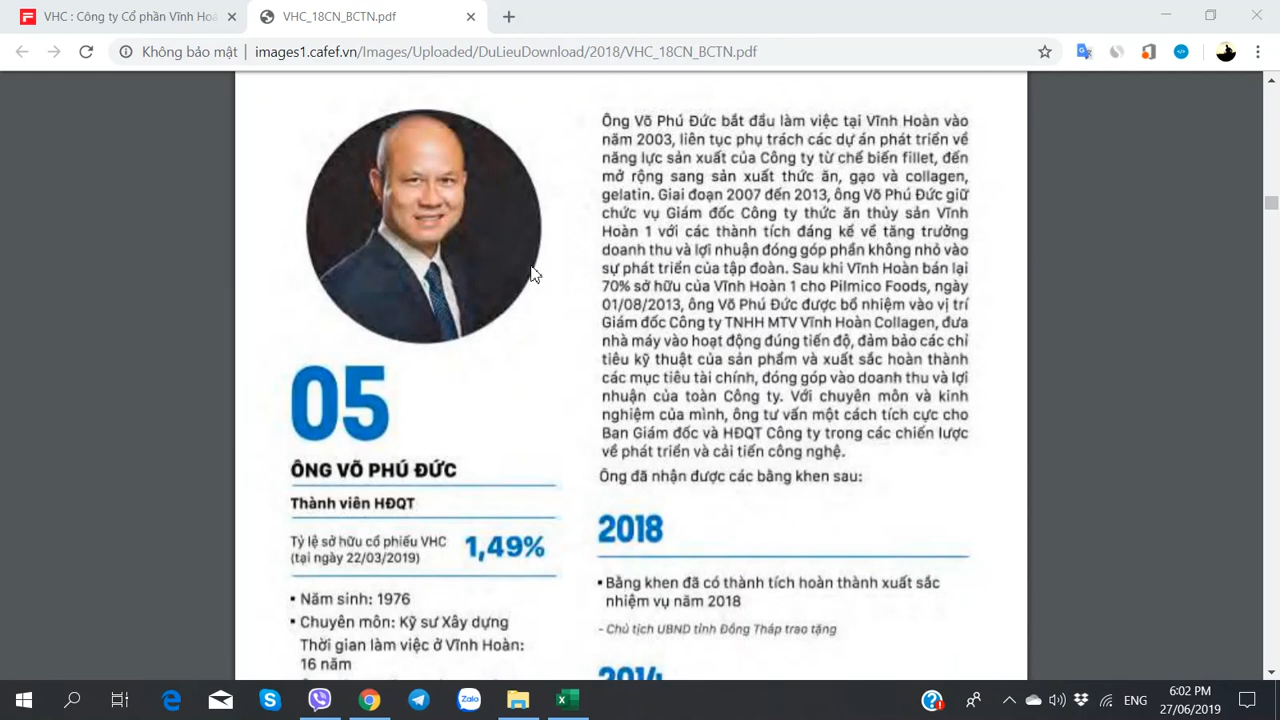 VHC : Công ty Cổ phần Vĩnh Hoà
VHC_18CN_BCTN.pdf
Không bảo mật
images1.cafef.vn/Images/Uploaded/DuLieuDownload/2018/VHC_18CN_BCTN.pdf
05
ÔNG VÕ PHÚ ĐỨC
Thành viên HĐQT
Tỷ lệ sở hữu cổ phiếu VHC
(tại ngày 22/03/2019)
1,49%
▪ Năm sinh: 1976
▪ Chuyên môn: Kỹ sư Xây dựng
Thời gian làm việc ở Vĩnh Hoàn:
16 năm
Ông Võ Phú Đức bắt đầu làm việc tại Vĩnh Hoàn vào
năm 2003, liên tục phụ trách các dự án phát triển về
năng lực sản xuất của Công ty từ chế biến fillet, đến
mở rộng sang sản xuất thức ăn, gạo và collagen,
gelatin. Giai đoạn 2007 đến 2013, ông Võ Phú Đức giữ
chức vụ Giám đốc Công ty thức ăn thủy sản Vĩnh
Hoàn 1 với các thành tích đáng kể về tăng trưởng
doanh thu và lợi nhuận đóng góp phần không nhỏ vào
sự phát triển của tập đoàn. Sau khi Vĩnh Hoàn bán lại
70% sở hữu của Vĩnh Hoàn 1 cho Pilmico Foods, ngày
01/08/2013, ông Võ Phú Đức được bổ nhiệm vào vị trí
Giám đốc Công ty TNHH MTV Vĩnh Hoàn Collagen, đưa
nhà máy vào hoạt động đúng tiến độ, đảm bảo các chỉ
tiêu kỹ thuật của sản phẩm và xuất sắc hoàn thành
các mục tiêu tài chính, đóng góp vào doanh thu và lợi
nhuận của toàn Công ty. Với chuyên môn và kinh
nghiệm của mình, ông tư vấn một cách tích cực cho
Ban Giám đốc và HĐQT Công ty trong các chiến lược
về phát triển và cải tiến công nghệ.
Ông đã nhận được các bằng khen sau:
2018
▪ Bằng khen đã có thành tích hoàn thành xuất sắc
nhiệm vụ năm 2018
- Chủ tịch UBND tỉnh Đồng Tháp trao tặng
2014
Zalo
ENG
6:02 PM
27/06/2019